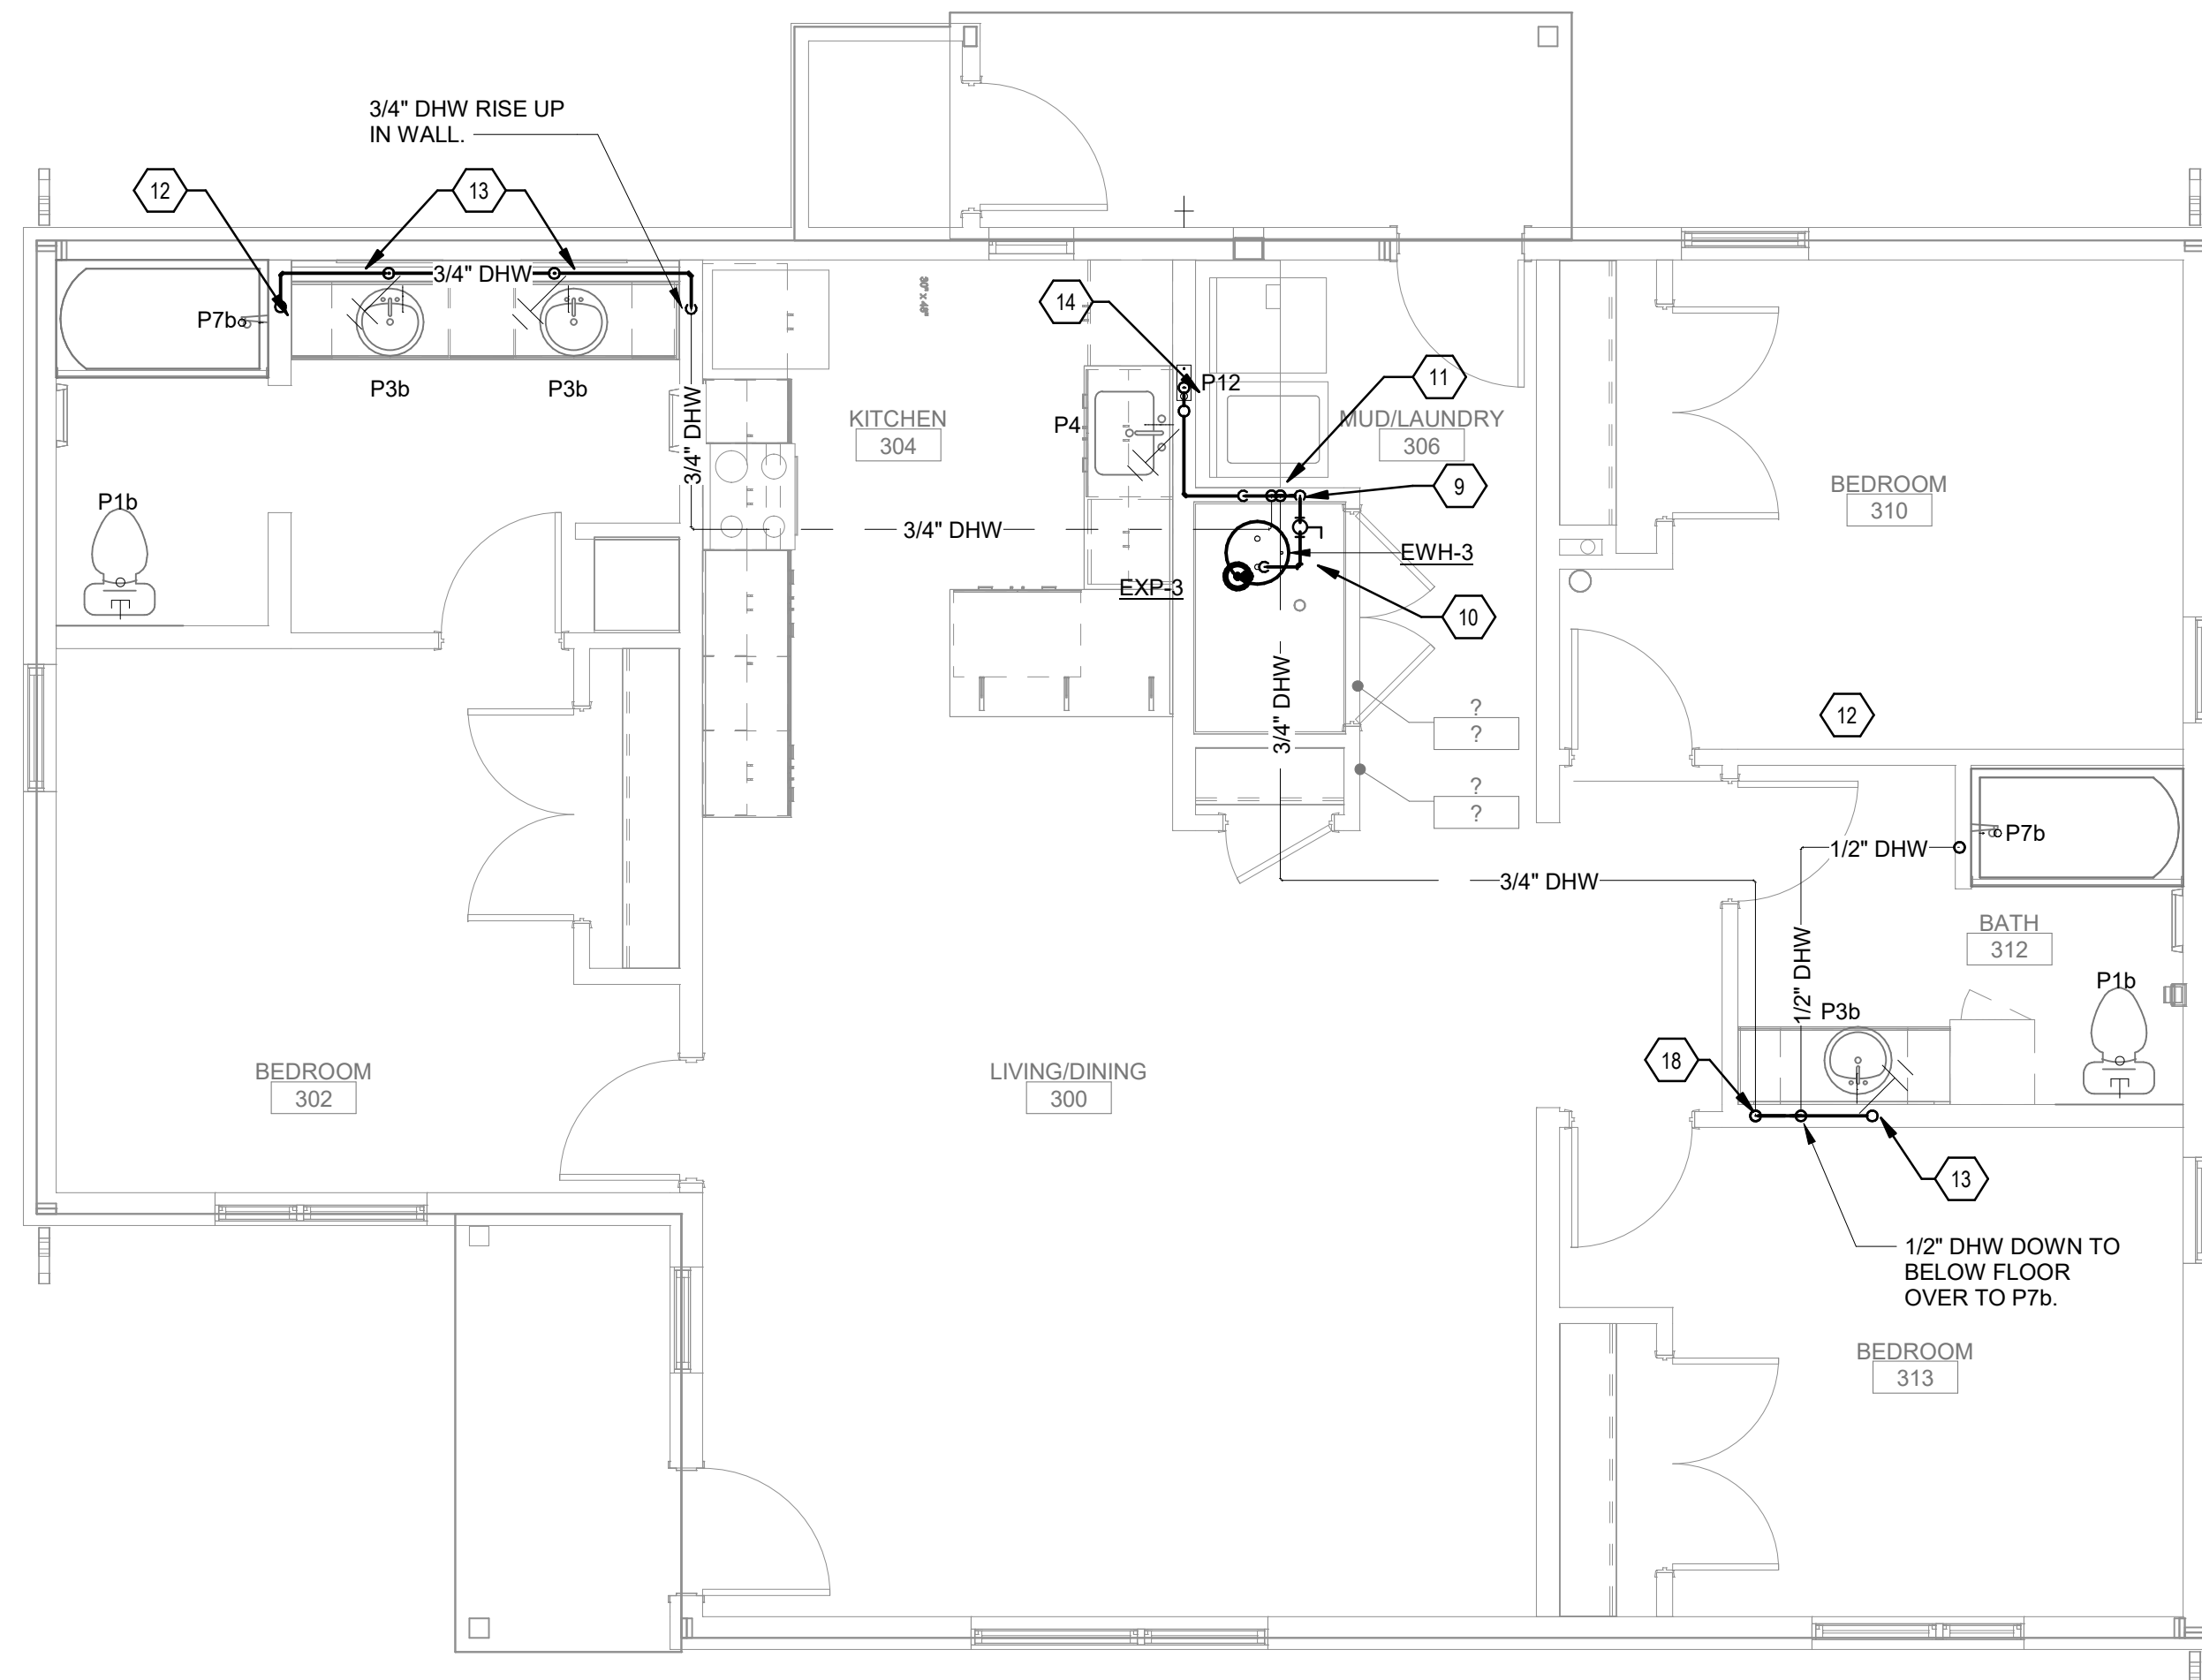 3/4" DHW RISE UP
IN WALL.
12
13
3/4" DHW
P7b
P3b
P3b
3/4" DHW
P1b
30" x 48"
14
P12
11
KITCHEN
304
P4
MUD/LAUNDRY
306
9
3/4" DHW
EWH-3
EXP-3
10
BEDROOM
310
3/4" DHW
?
?
?
?
12
3/4" DHW
1/2" DHW
P7b
BATH
312
1/2" DHW
P3b
P1b
18
BEDROOM
302
LIVING/DINING
300
13
1/2" DHW DOWN TO
BELOW FLOOR
OVER TO P7b.
BEDROOM
313